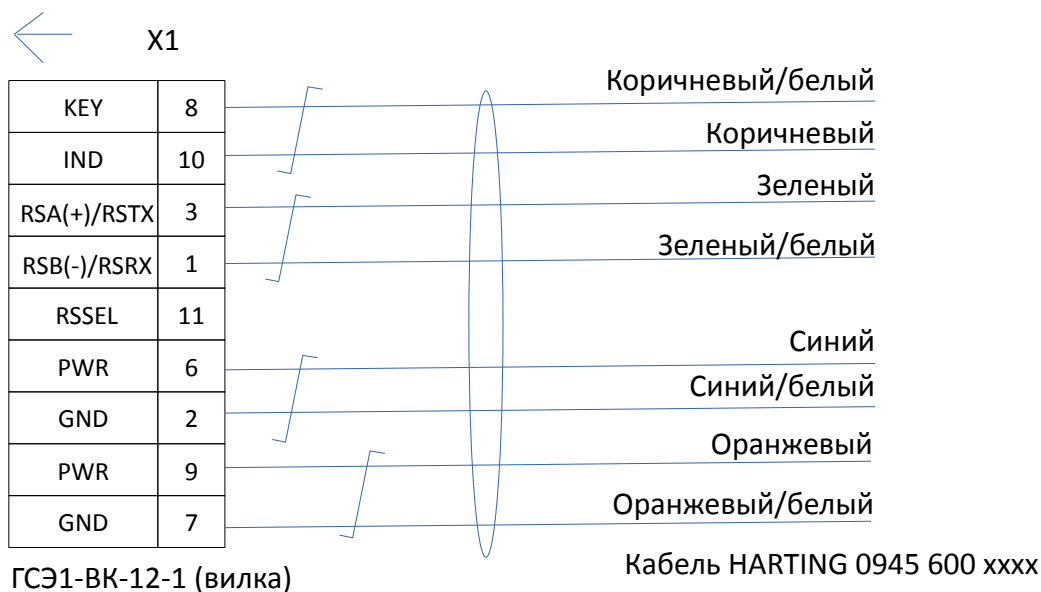 X1
Коричневый/белый
KEY 8
Коричневый
IND 10
Зеленый
RSA(+)/RSTX 3
Зеленый/белый
RSB(-)/RSRX 1
RSSEL 11
Синий
PWR 6
Синий/белый
GND 2
Оранжевый
PWR 9
Оранжевый/белый
GND 7
ГСЭ1-ВК-12-1 (вилка)
Кабель HARTING 0945 600 xxxx